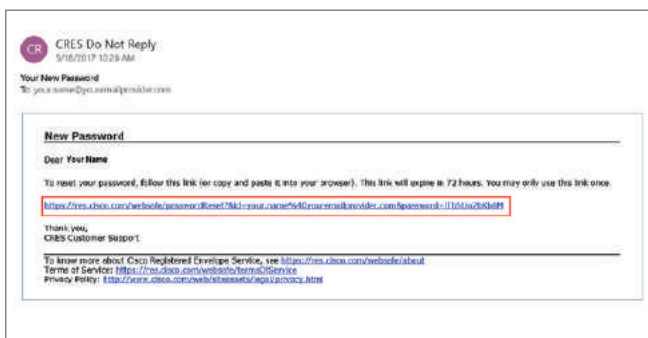 CR
CRES Do Not Reply
5/18/2017 10:28 AM
Your New Password
To: your.name@youremailprovider.com
New Password
Dear Your Name
To reset your password, follow this link (or copy and paste it into your browser). This link will expire in 72 hours. You may only use this link once.
https://res.cisco.com/websafe/passwordReset?&id=your.name%40youremailprovider.com&password=
Thank you,
CRES Customer Support
To know more about Cisco Registered Envelope Service, see https://res.cisco.com/websafe/about
Terms of Service: https://res.cisco.com/websafe/termsOfService
Privacy Policy: http://www.cisco.com/web/siteassets/legal/privacy.html